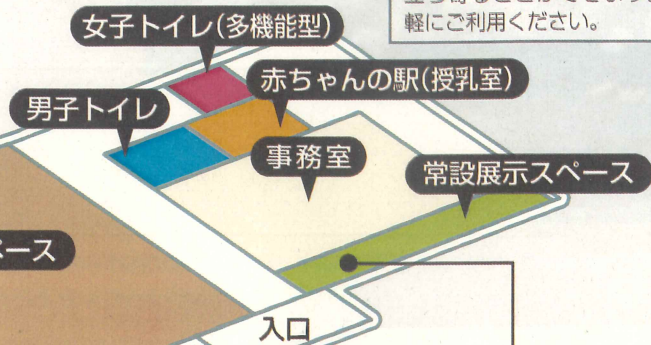 軽にご利用ください。
女子トイレ(多機能型)
赤ちゃんの駅(授乳室)
男子トイレ
事務室
常設展示スペース
ース
入口